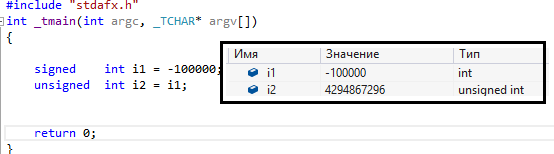 #include "stdafx.h"
int _tmain(int argc, _TCHAR* argv[])
{
signed int i1 = -100000;
unsigned int i2 = i1;
return 0;
}
Имя Значение Тип
i1 -100000 int
i2 4294867296 unsigned int